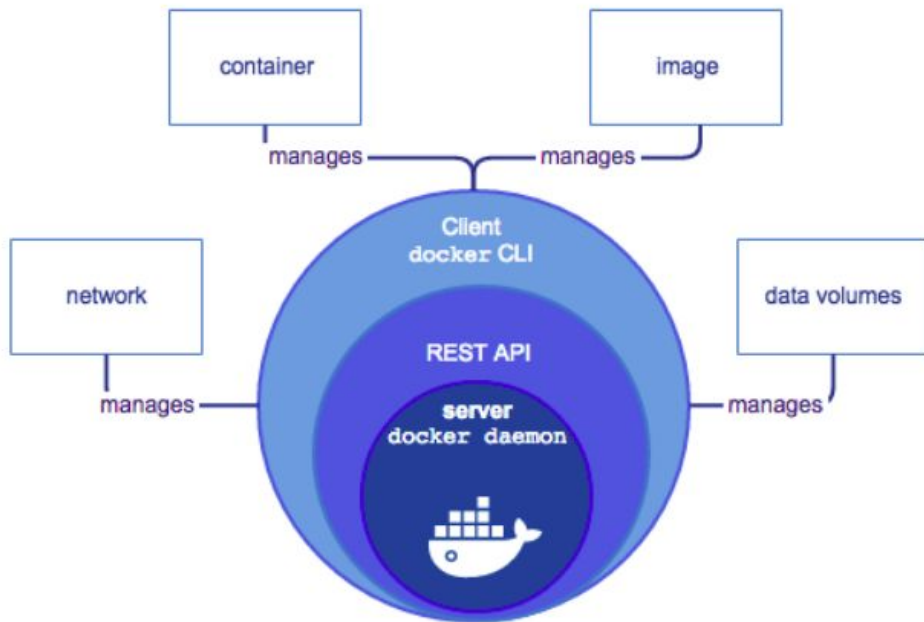 container
image
manages
manages
Client
docker CLI
network
data volumes
REST API
manages
manages
server
docker daemon